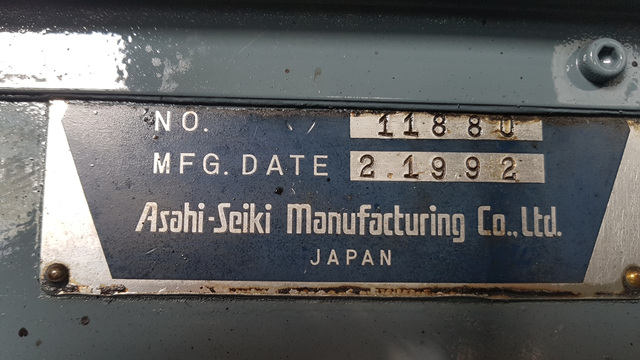 NO. 11880
MFG. DATE 2 1992
Asahi-Seiki Manufacturing Co., Ltd.
JAPAN